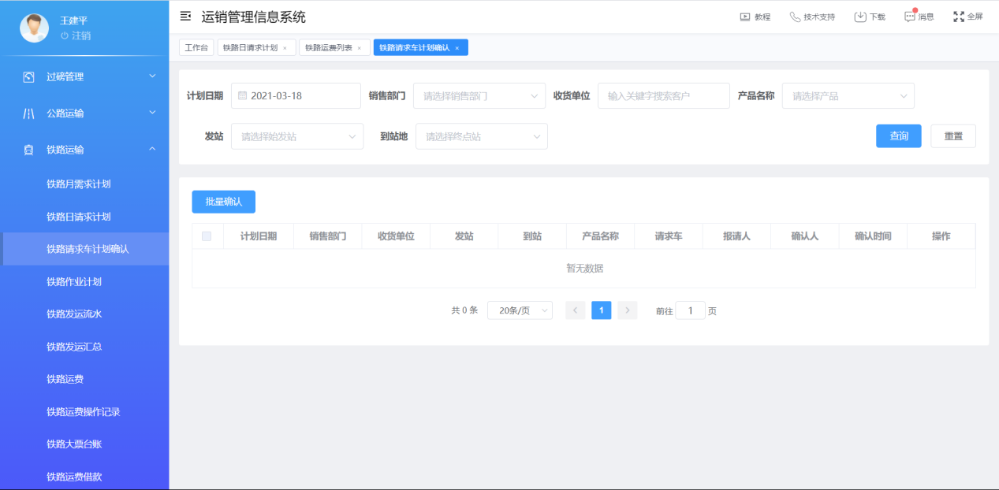 王建平
注销
过磅管理
公路运输
铁路运输
铁路月需求计划
铁路日请求计划
铁路请求车计划确认
铁路作业计划
铁路发运流水
铁路发运汇总
铁路运费
铁路运费操作记录
铁路大票台账
铁路运费借款
运销管理信息系统
教程 技术支持 下载 消息 全屏
工作台 铁路日请求计划 × 铁路运费列表 × 铁路请求车计划确认 ×
计划日期 2021-03-18 销售部门 请选择销售部门 收货单位 输入关键字搜索客户 产品名称 请选择产品
发站 请选择始发站 到站地 请选择终点站 查询 重置
批量确认
计划日期 销售部门 收货单位 发站 到站 产品名称 请求车 报请人 确认人 确认时间 操作
暂无数据
共 0 条 20条/页 < 1 > 前往 1 页